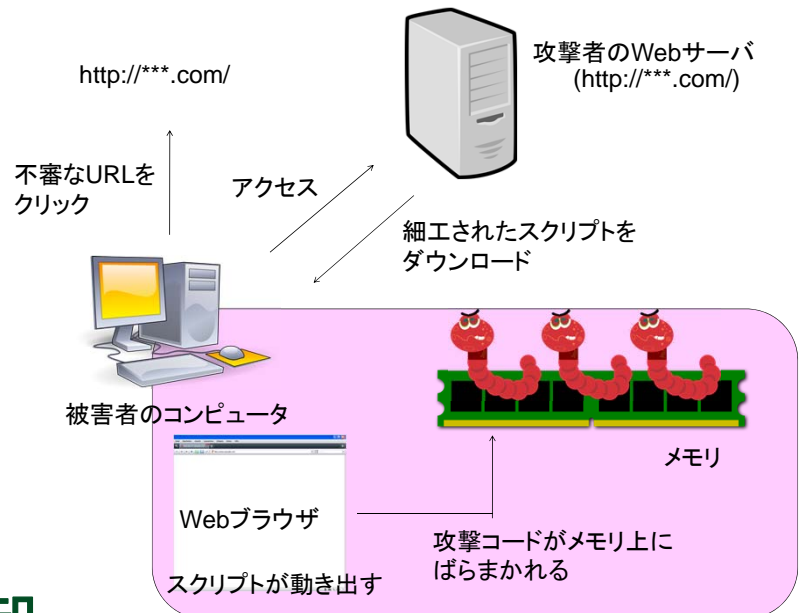 http://***.com/
攻撃者のWebサーバ
(http://***.com/)
不審なURLを
クリック
アクセス
細工されたスクリプトを
ダウンロード
被害者のコンピュータ
メモリ
Webブラウザ
攻撃コードがメモリ上に
ばらまかれる
スクリプトが動き出す